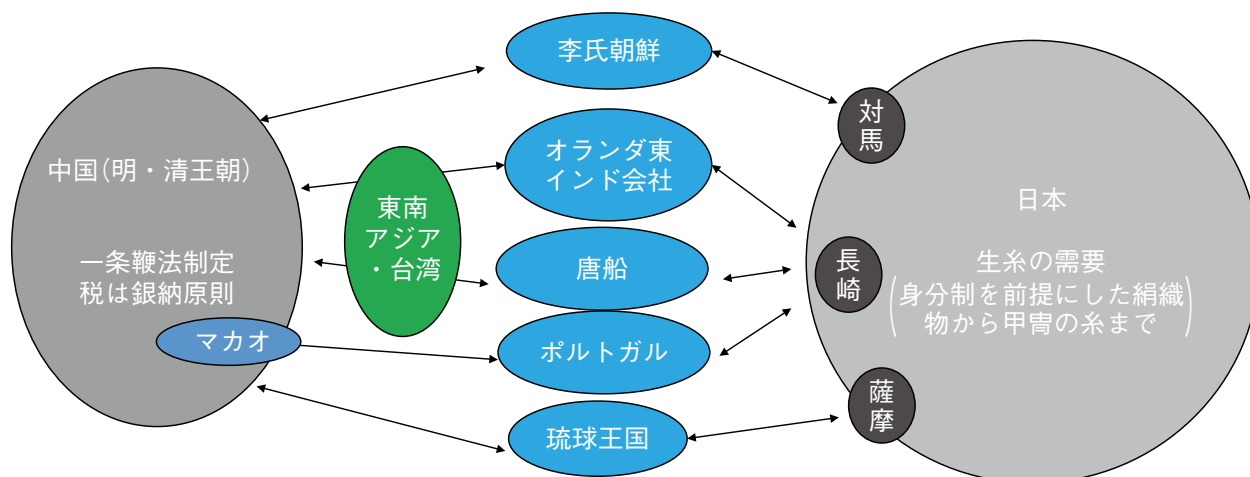 中国(明・清王朝)
一条鞭法制定
税は銀納原則
マカオ
東南
アジア
・台湾
李氏朝鮮
オランダ東
インド会社
唐船
ポルトガル
琉球王国
対
馬
長
崎
薩
摩
日本
生糸の需要
(身分制を前提にした絹織
物から甲冑の糸まで)